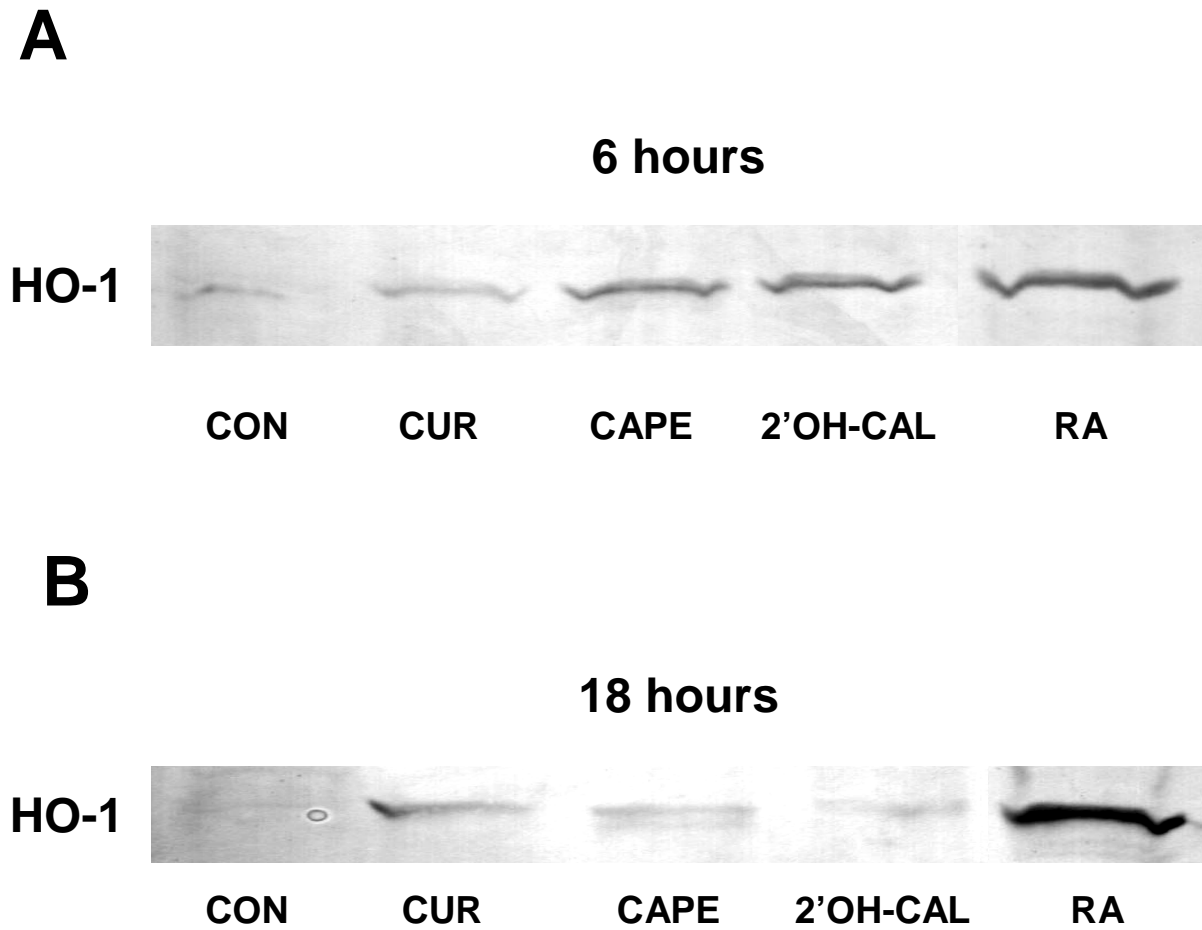 A
6 hours
HO-1
CON CUR CAPE 2’OH-CAL RA
B
18 hours
HO-1
CON CUR CAPE 2’OH-CAL RA